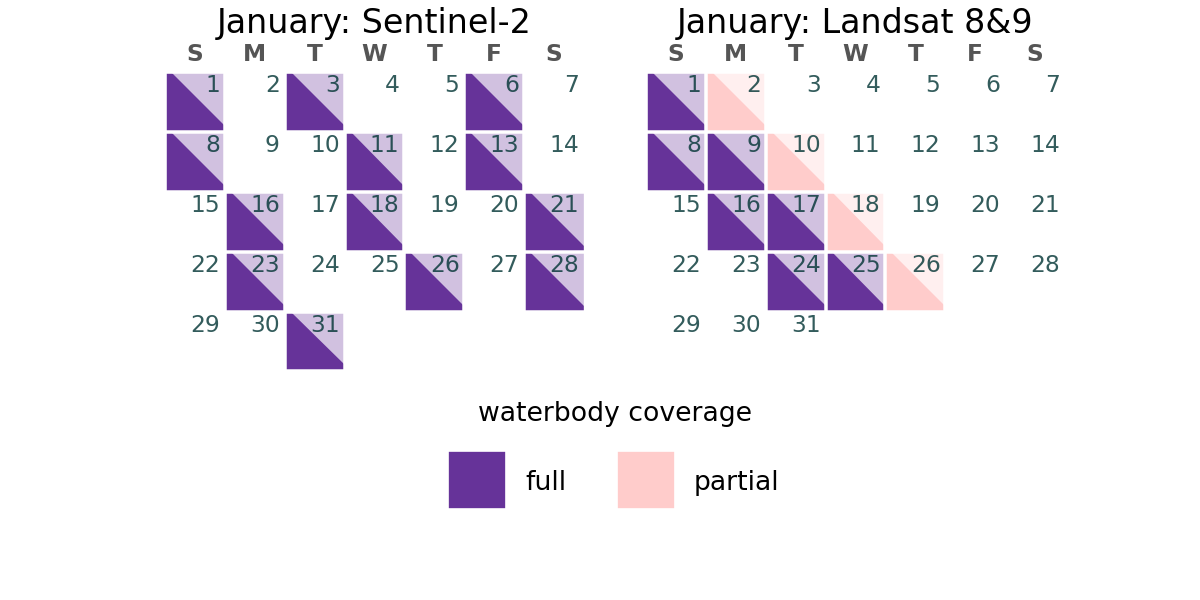 January: Sentinel-2
S M T W T F S
1 2 3 4 5 6 7
8 9 10 11 12 13 14
15 16 17 18 19 20 21
22 23 24 25 26 27 28
29 30 31
January: Landsat 8&9
S M T W T F S
1 2 3 4 5 6 7
8 9 10 11 12 13 14
15 16 17 18 19 20 21
22 23 24 25 26 27 28
29 30 31
waterbody coverage
full partial